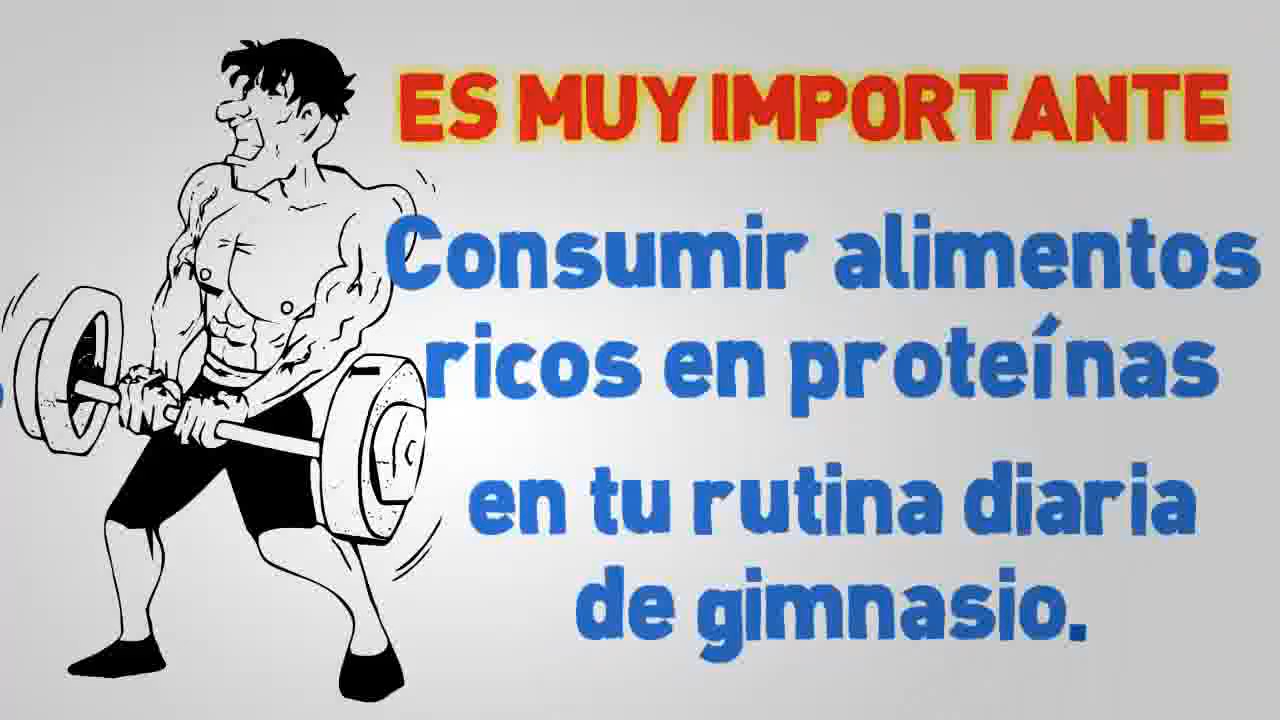 ES MUY IMPORTANTE
Consumir alimentos
ricos en proteínas
en tu rutina diaria
de gimnasio.